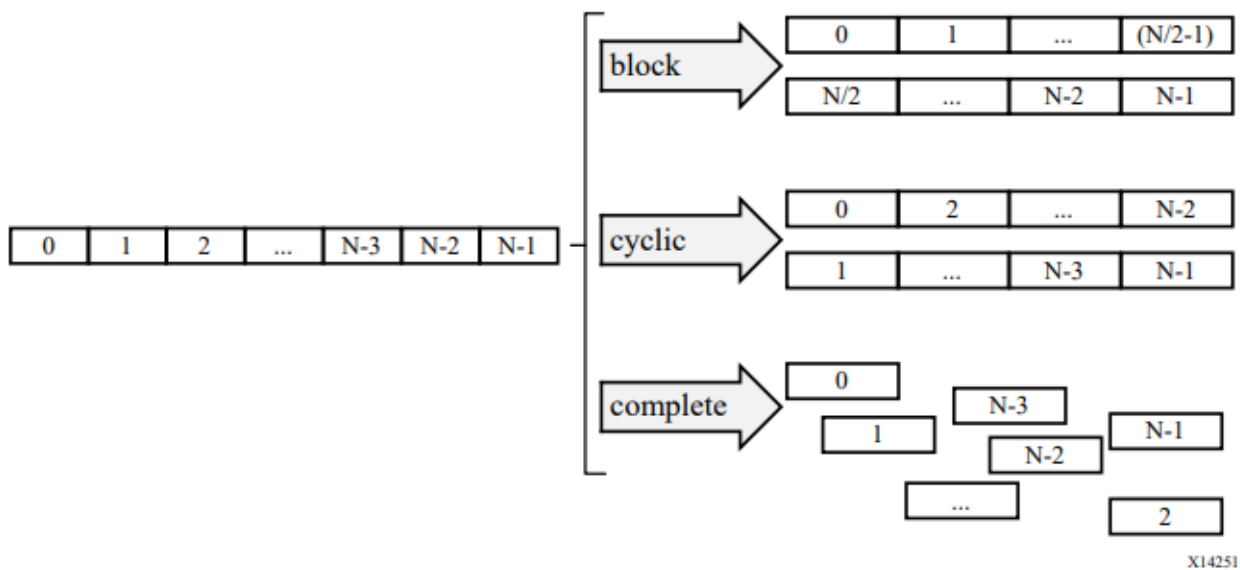 0 1 2 ... N-3 N-2 N-1
block
0 1 ... (N/2-1)
N/2 ... N-2 N-1
cyclic
0 2 ... N-2
1 ... N-3 N-1
complete
0
N-3
1
N-1
N-2
...
2
X14251